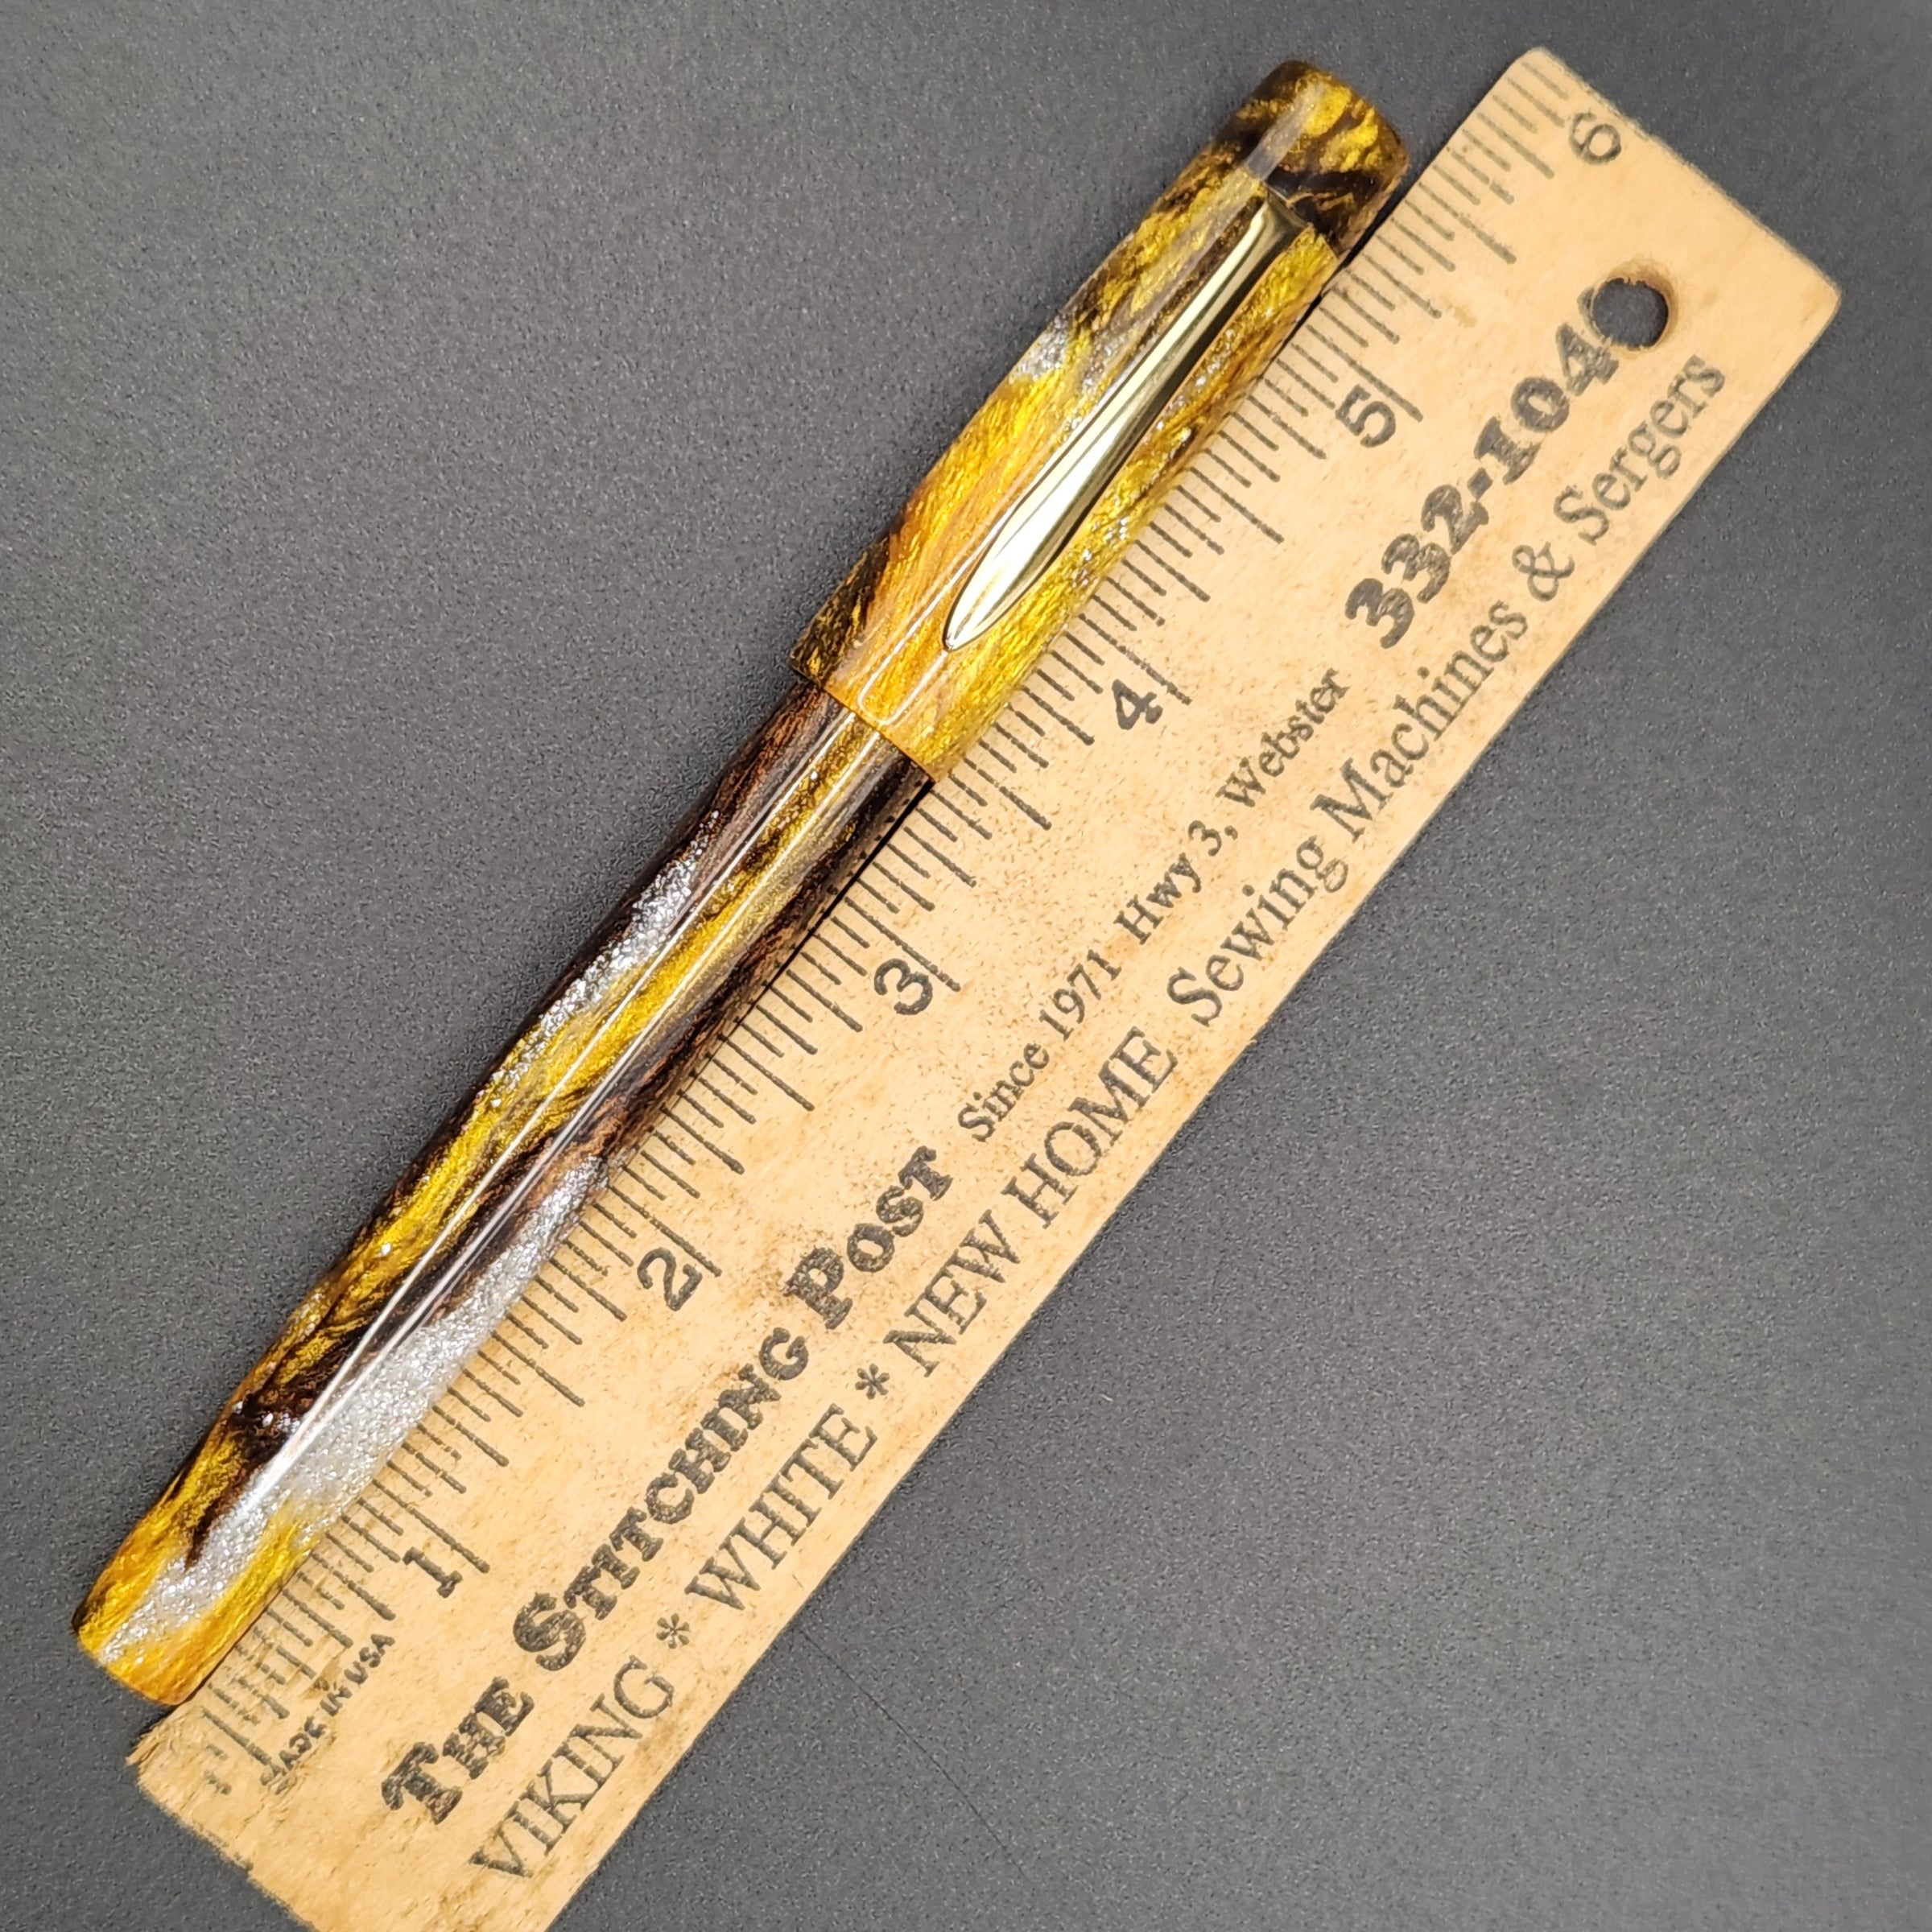 1 2 3 4 5 6
MADE IN USA
THE STITCHING POST Since 1971 Hwy 3, Webster 332-1040
VIKING * WHITE * NEW HOME Sewing Machines & Sergers